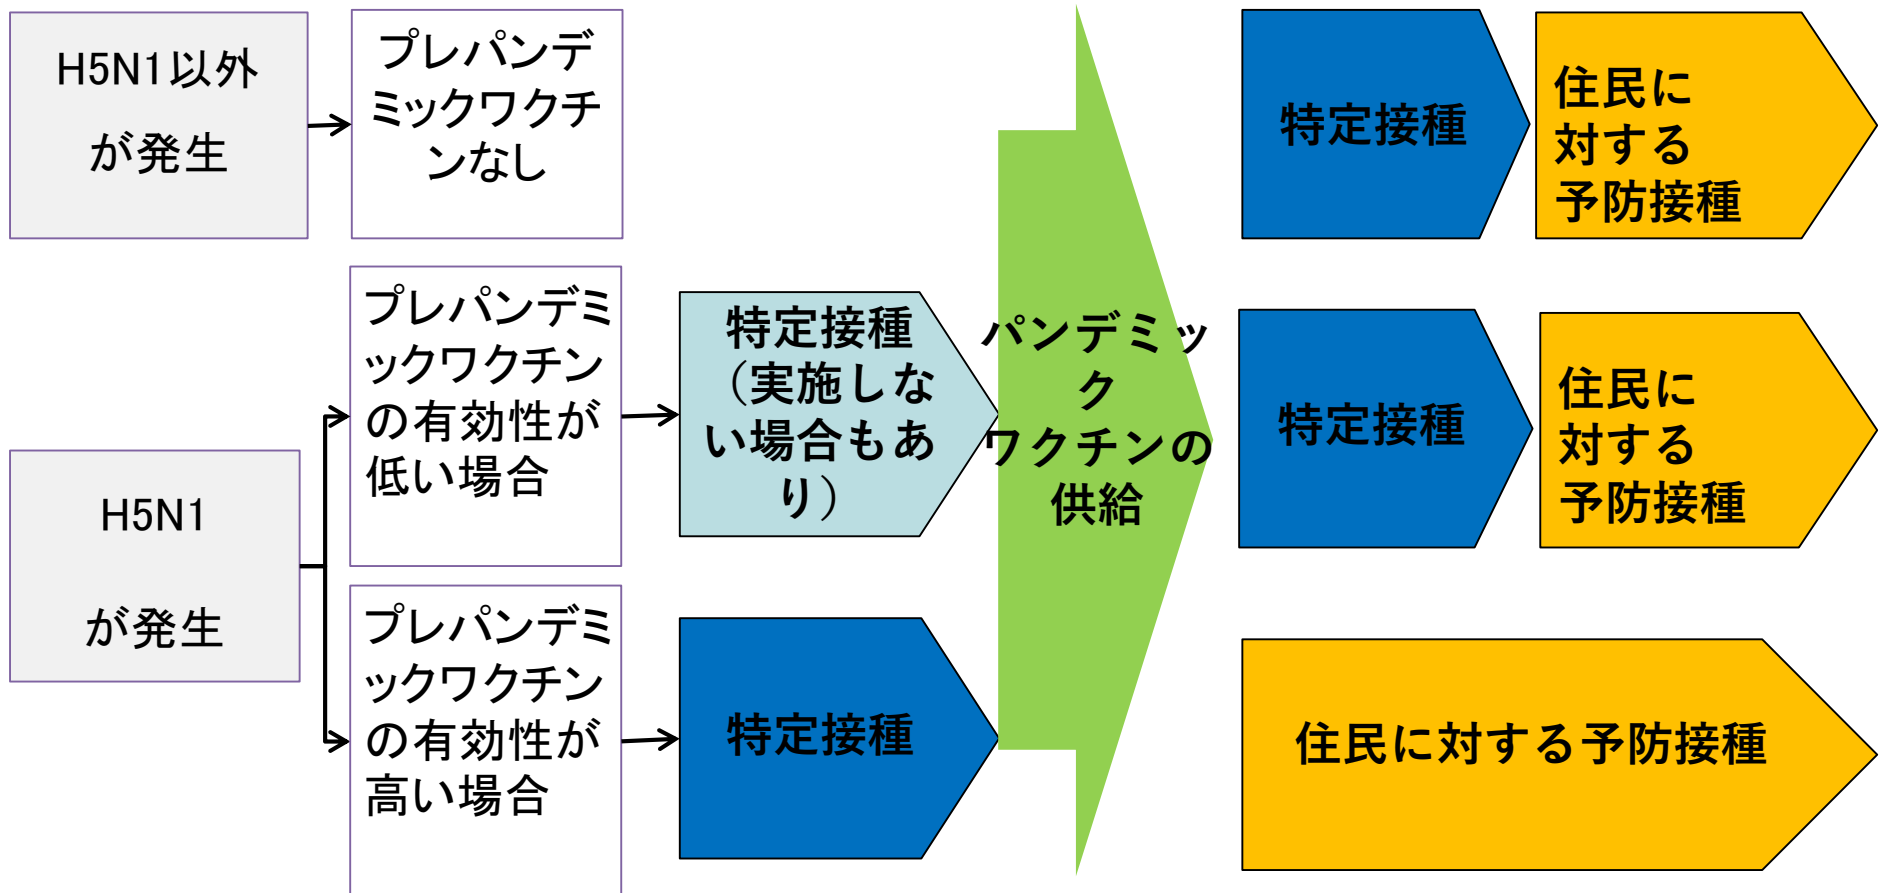 H5N1以外
が発生
プレパンデ
ミックワクチ
ンなし
特定接種
住民に
対する
予防接種
H5N1
が発生
プレパンデミ
ックワクチン
の有効性が
低い場合
特定接種
（実施しな
い場合もあ
り）
パンデミッ
ク
ワクチンの
供給
特定接種
住民に
対する
予防接種
プレパンデミ
ックワクチン
の有効性が
高い場合
特定接種
住民に対する予防接種